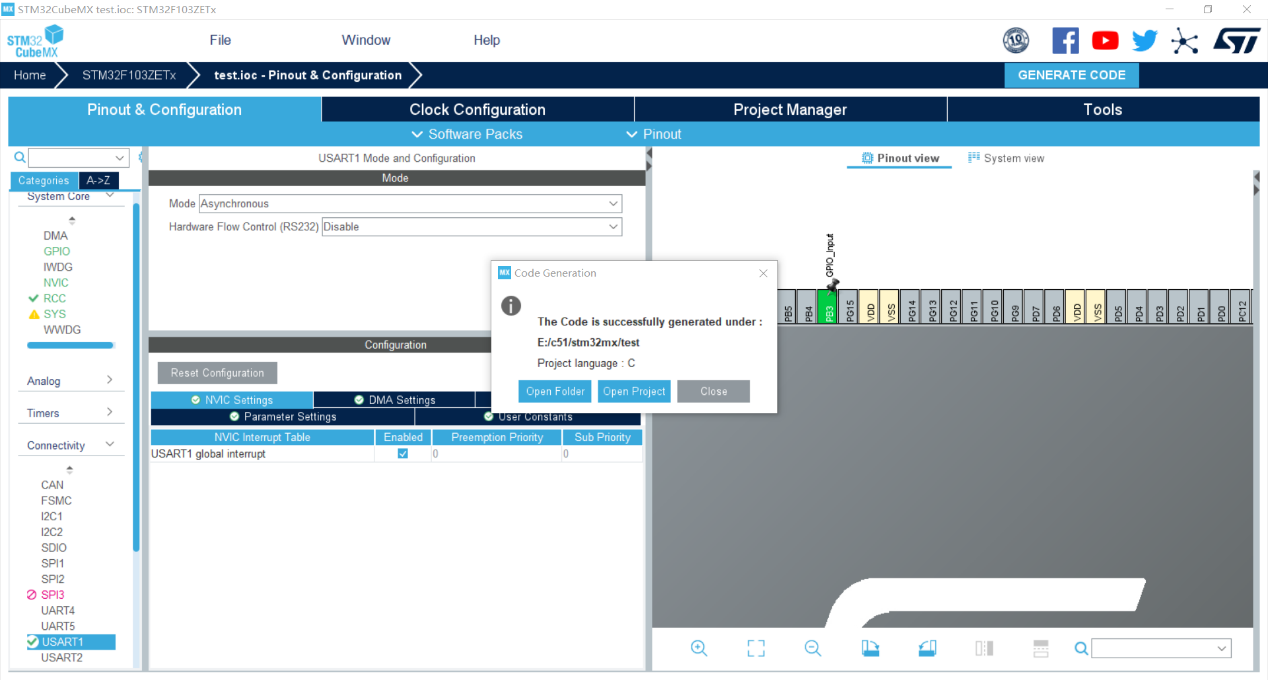 MX STM32CubeMX test.ioc: STM32F103ZETx
STM32
CubeMX
File
Window
Help
10
ST
Home
STM32F103ZETx
test.ioc - Pinout & Configuration
GENERATE CODE
Pinout & Configuration
Clock Configuration
Project Manager
Tools
Software Packs
Pinout
Categories
A->Z
System Core
DMA
GPIO
IWDG
NVIC
RCC
SYS
WWDG
Analog
Timers
Connectivity
CAN
FSMC
I2C1
I2C2
SDIO
SPI1
SPI2
SPI3
UART4
UART5
USART1
USART2
USART1 Mode and Configuration
Mode
Mode Asynchronous
Hardware Flow Control (RS232) Disable
Configuration
Reset Configuration
NVIC Settings
DMA Settings
Parameter Settings
User Constants
NVIC Interrupt Table Enabled Preemption Priority Sub Priority
USART1 global interrupt 0 0
MX Code Generation
The Code is successfully generated under :
E:/c51/stm32mx/test
Project language : C
Open Folder
Open Project
Close
Pinout view
System view
GPIO_Input
PB5
PB4
PB3
PG15
VDD
VSS
PG14
PG13
PG12
PG11
PG10
PG9
PD7
PD6
VDD
VSS
PD5
PD4
PD3
PD2
PD1
PD0
PC12